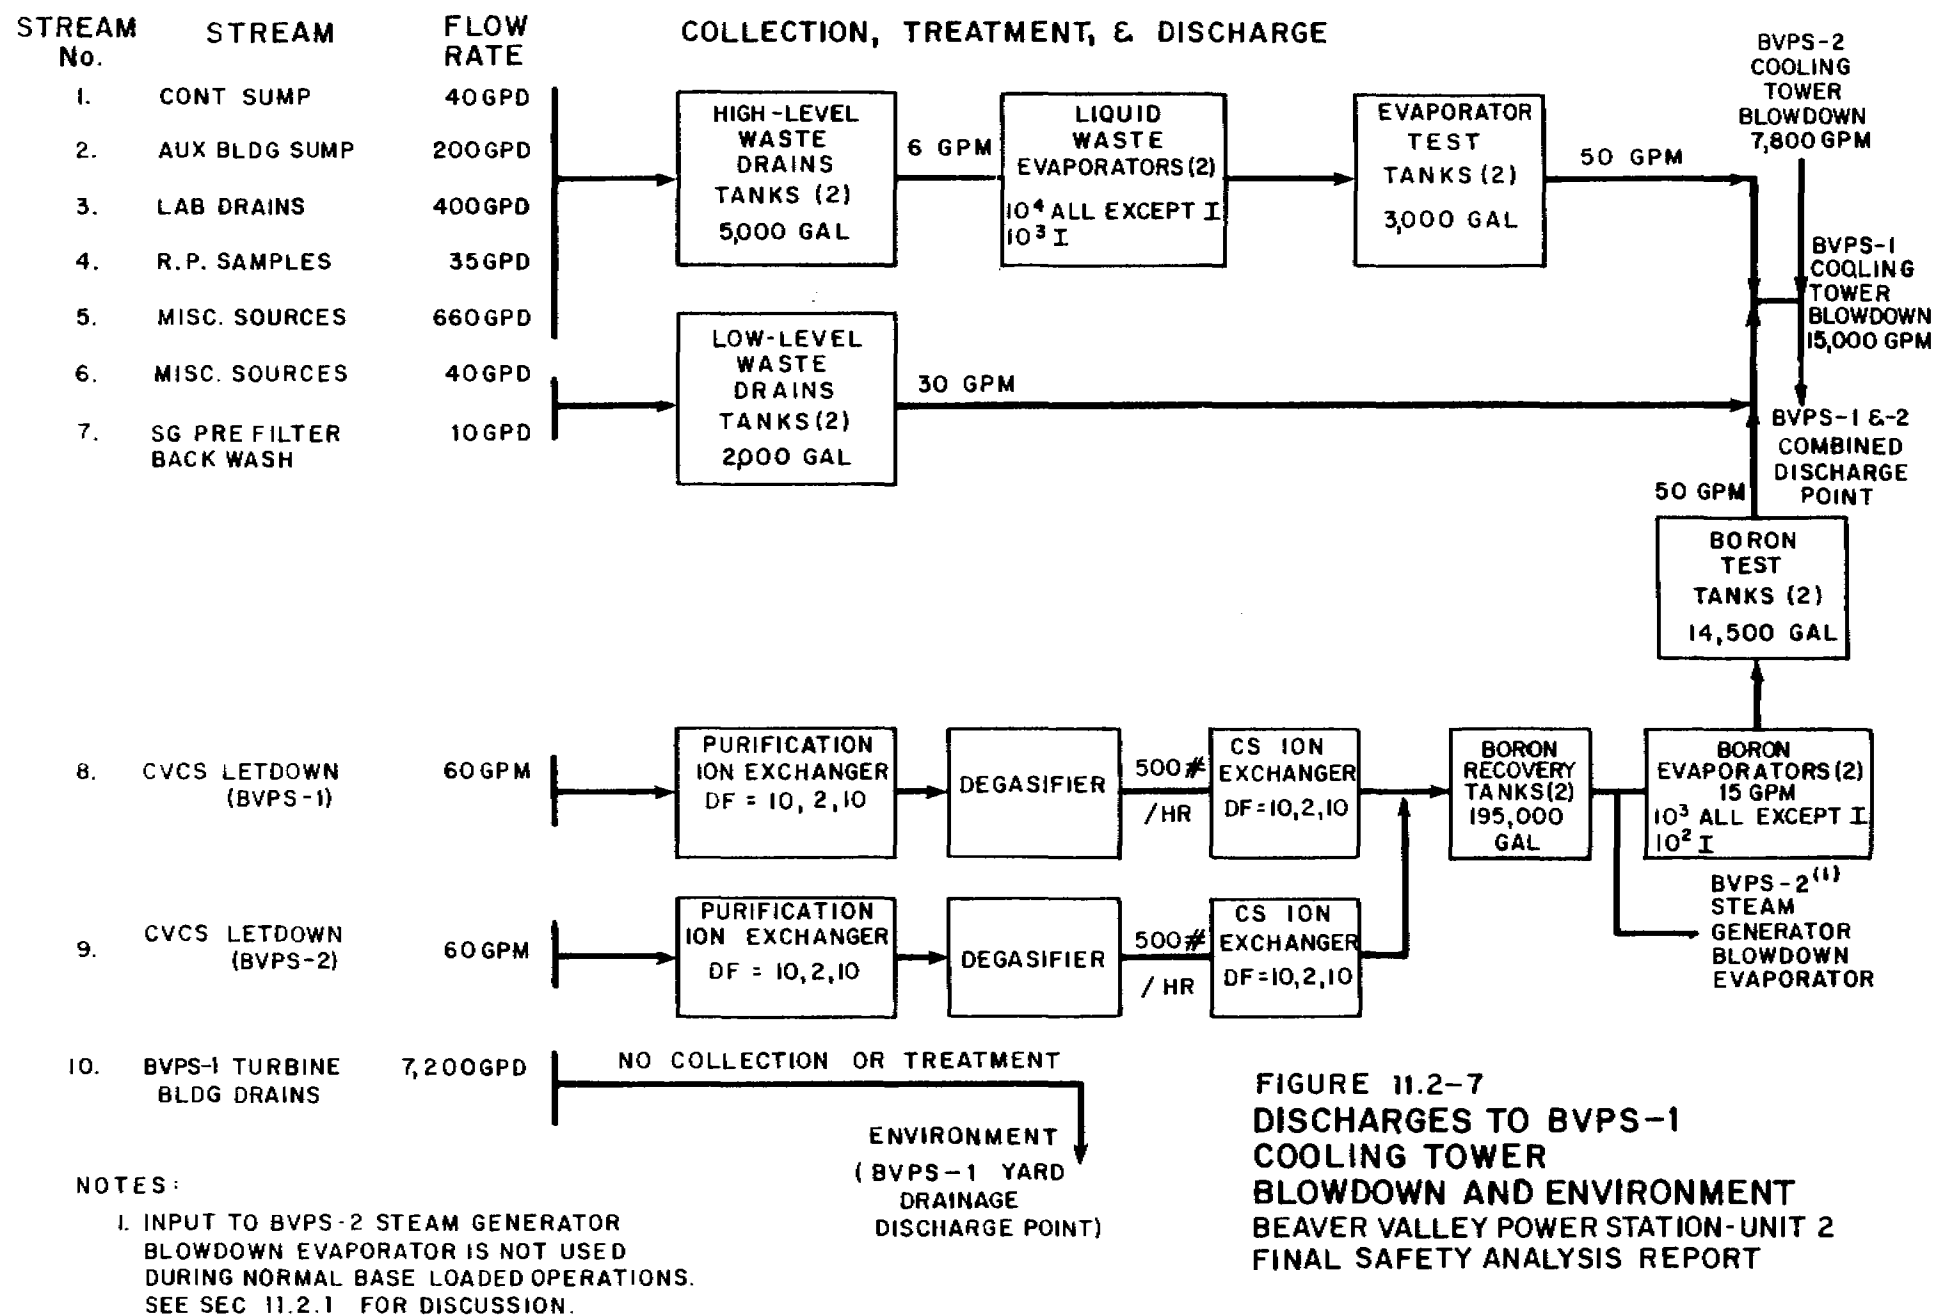 STREAM No.
STREAM
FLOW RATE
COLLECTION, TREATMENT, & DISCHARGE
1. CONT SUMP 40GPD
2. AUX BLDG SUMP 200GPD
3. LAB DRAINS 400GPD
4. R.P. SAMPLES 35GPD
5. MISC. SOURCES 660GPD
6. MISC. SOURCES 40GPD
7. SG PRE FILTER 10GPD
BACK WASH
HIGH-LEVEL
WASTE
DRAINS
TANKS (2)
5,000 GAL
6 GPM
LIQUID
WASTE
EVAPORATORS(2)
10⁴ ALL EXCEPT I
10³ I
EVAPORATOR
TEST
TANKS (2)
3,000 GAL
50 GPM
BVPS-2
COOLING
TOWER
BLOWDOWN
7,800 GPM
BVPS-1
COOLING
TOWER
BLOWDOWN
15,000 GPM
LOW-LEVEL
WASTE
DRAINS
TANKS(2)
2,000 GAL
30 GPM
BVPS-1 &-2
COMBINED
DISCHARGE
POINT
50 GPM
BORON
TEST
TANKS (2)
14,500 GAL
8. CVCS LETDOWN 60GPM
(BVPS-1)
PURIFICATION
ION EXCHANGER
DF = 10, 2, 10
DEGASIFIER
500#
/HR
CS ION
EXCHANGER
DF=10,2,10
BORON
RECOVERY
TANKS(2)
195,000
GAL
BORON
EVAPORATORS(2)
15 GPM
10³ ALL EXCEPT I
10² I
BVPS-2⁽¹⁾
STEAM
GENERATOR
BLOWDOWN
EVAPORATOR
9. CVCS LETDOWN 60GPM
(BVPS-2)
PURIFICATION
ION EXCHANGER
DF = 10,2,10
DEGASIFIER
500#
/HR
CS ION
EXCHANGER
DF=10,2,10
10. BVPS-1 TURBINE 7,200GPD
BLDG DRAINS
NO COLLECTION OR TREATMENT
ENVIRONMENT
(BVPS-1 YARD
DRAINAGE
DISCHARGE POINT)
NOTES:
1. INPUT TO BVPS-2 STEAM GENERATOR
BLOWDOWN EVAPORATOR IS NOT USED
DURING NORMAL BASE LOADED OPERATIONS.
SEE SEC 11.2.1 FOR DISCUSSION.
FIGURE 11.2-7
DISCHARGES TO BVPS-1
COOLING TOWER
BLOWDOWN AND ENVIRONMENT
BEAVER VALLEY POWER STATION-UNIT 2
FINAL SAFETY ANALYSIS REPORT